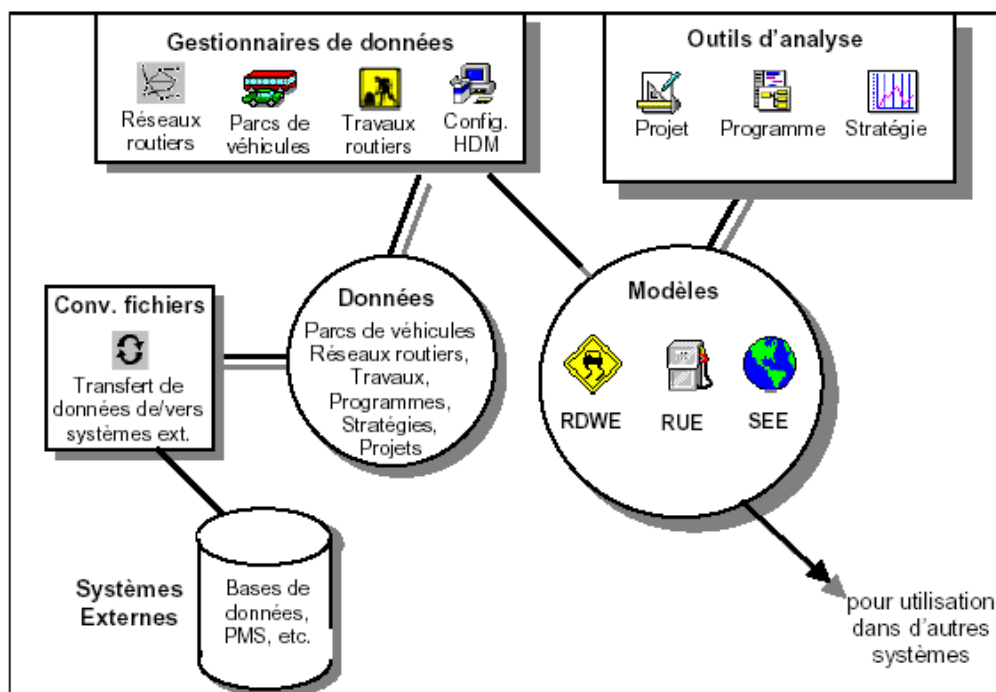 Gestionnaires de données
Réseaux
routiers
Parcs de
véhicules
Travaux
routiers
Config.
HDM
Outils d'analyse
Projet
Programme
Stratégie
Conv. fichiers
Transfert de
données de/vers
systèmes ext.
Données
Parcs de véhicules
Réseaux routiers,
Travaux,
Programmes,
Stratégies,
Projets
Modèles
RDWE
RUE
SEE
Systèmes
Externes
Bases de
données,
PMS, etc.
pour utilisation
dans d'autres
systèmes